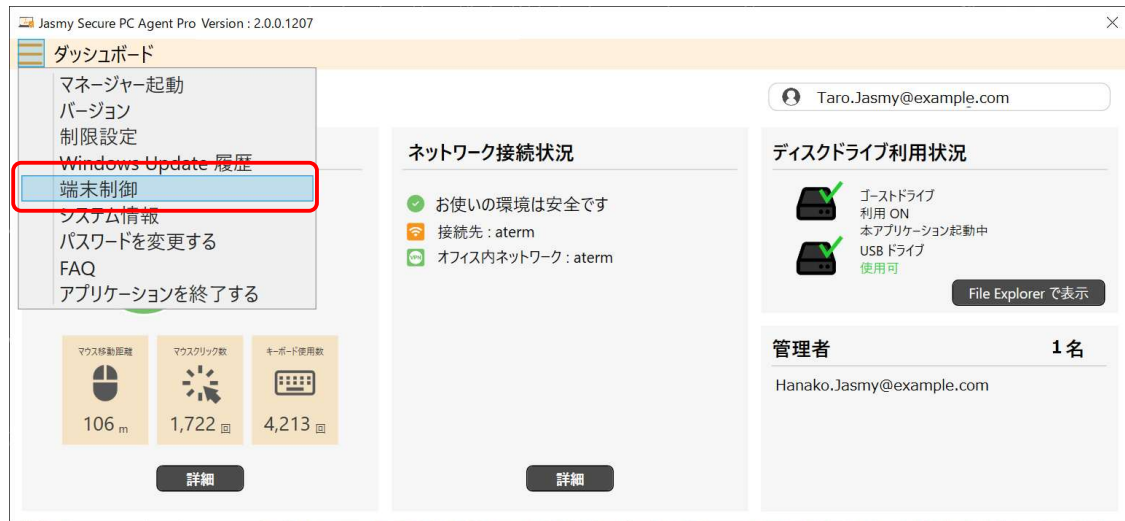 Jasmy Secure PC Agent Pro Version : 2.0.0.1207
ダッシュボード
マネージャー起動
バージョン
制限設定
Windows Update 履歴
端末制御
システム情報
パスワードを変更する
FAQ
アプリケーションを終了する
Taro.Jasmy@example.com
マウス移動距離
106 m
マウスクリック数
1,722 回
キーボード使用数
4,213 回
詳細
ネットワーク接続状況
お使いの環境は安全です
接続先 : aterm
VPN
オフィス内ネットワーク : aterm
詳細
ディスクドライブ利用状況
ゴーストドライブ
利用 ON
本アプリケーション起動中
USB ドライブ
使用可
File Explorer で表示
管理者 1名
Hanako.Jasmy@example.com